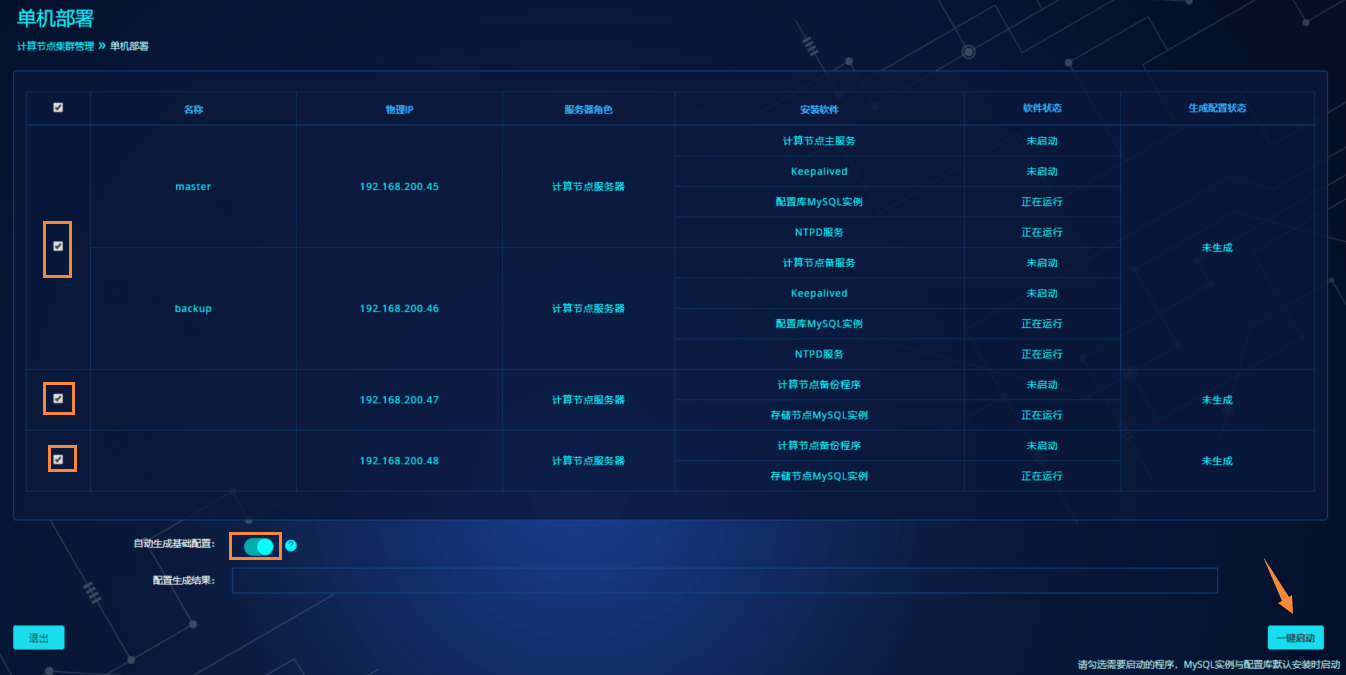 单机部署
计算节点集群管理 » 单机部署
名称 物理IP 服务器角色 安装软件 软件状态 生成配置状态
计算节点主服务 未启动
Keepalived 未启动
master 192.168.200.45 计算节点服务器
配置库MySQL实例 正在运行
NTPD服务 正在运行
未生成
计算节点备服务 未启动
Keepalived 未启动
backup 192.168.200.46 计算节点服务器
配置库MySQL实例 正在运行
NTPD服务 正在运行
计算节点备份程序 未启动
192.168.200.47 计算节点服务器 未生成
存储节点MySQL实例 正在运行
计算节点备份程序 未启动
192.168.200.48 计算节点服务器 未生成
存储节点MySQL实例 正在运行
自动生成基础配置: ?
配置生成结果:
退出 一键启动
请勾选需要启动的程序，MySQL实例与配置库默认安装时启动